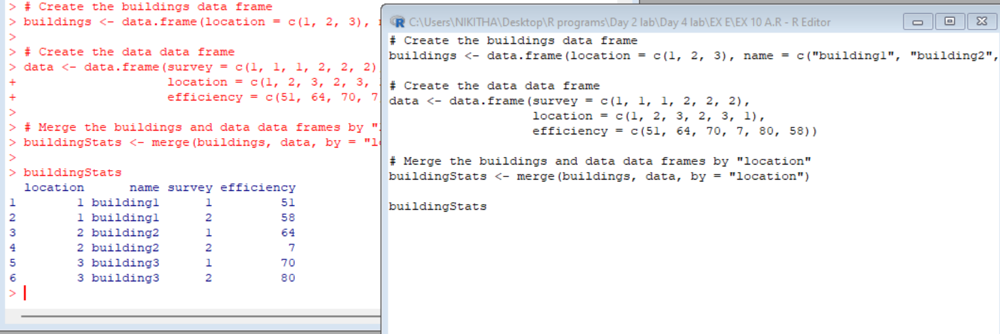 > # Create the buildings data frame
> buildings <- data.frame(location = c(1, 2, 3),
>
> # Create the data data frame
> data <- data.frame(survey = c(1, 1, 1, 2, 2, 2)
+                     location = c(1, 2, 3, 2, 3,
+                     efficiency = c(51, 64, 70, 7
>
> # Merge the buildings and data data frames by "
> buildingStats <- merge(buildings, data, by = "l
>
> buildingStats
  location      name survey efficiency
1        1 building1      1         51
2        1 building1      2         58
3        2 building2      1         64
4        2 building2      2          7
5        3 building3      1         70
6        3 building3      2         80
>
C:\Users\NIKITHA\Desktop\R programs\Day 2 lab\Day 4 lab\EX E\EX 10 A.R - R Editor
# Create the buildings data frame
buildings <- data.frame(location = c(1, 2, 3), name = c("building1", "building2",
# Create the data data frame
data <- data.frame(survey = c(1, 1, 1, 2, 2, 2),
                   location = c(1, 2, 3, 2, 3, 1),
                   efficiency = c(51, 64, 70, 7, 80, 58))
# Merge the buildings and data data frames by "location"
buildingStats <- merge(buildings, data, by = "location")
buildingStats